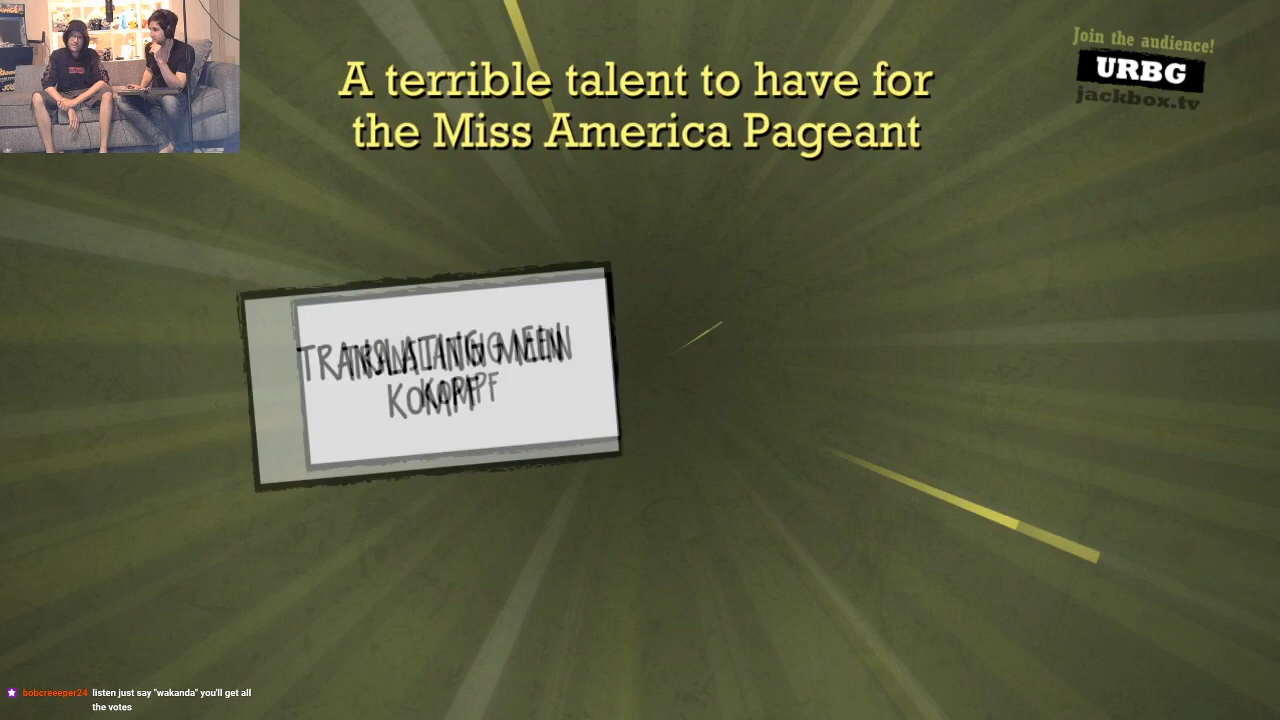 Join the audience!
URBG
jackbox.tv
A terrible talent to have for
the Miss America Pageant
TRANSLATING MEIN
KOMPF
bobcreeeper24 listen just say "wakanda" you'll get all
the votes